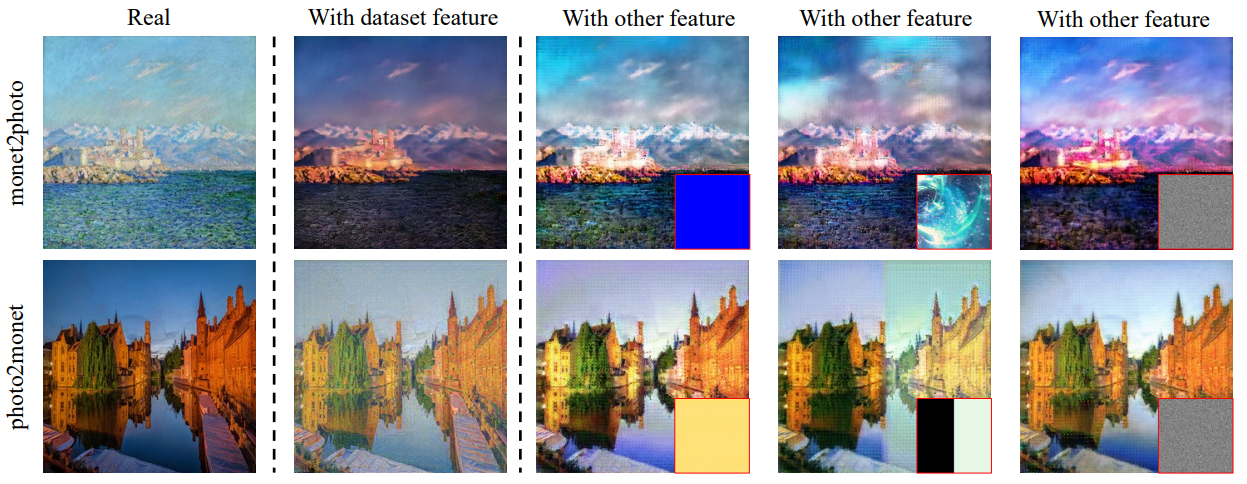 Real
With dataset feature
With other feature
With other feature
With other feature
monet2photo
photo2monet